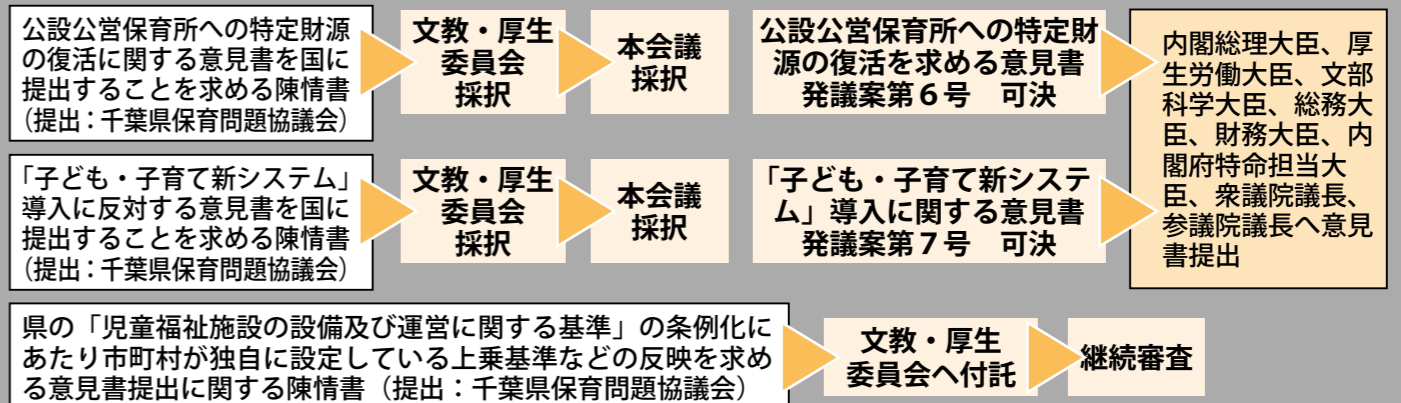 公設公営保育所への特定財源
の復活に関する意見書を国に
提出することを求める陳情書
（提出：千葉県保育問題協議会）
文教・厚生
委員会
採択
本会議
採択
公設公営保育所への特定財
源の復活を求める意見書
発議案第６号　可決
「子ども・子育て新システム」
導入に反対する意見書を国に
提出することを求める陳情書
（提出：千葉県保育問題協議会）
文教・厚生
委員会
採択
本会議
採択
「子ども・子育て新システ
ム」導入に関する意見書
発議案第７号　可決
内閣総理大臣、厚
生労働大臣、文部
科学大臣、総務大
臣、財務大臣、内
閣府特命担当大
臣、衆議院議長、
参議院議長へ意見
書提出
県の「児童福祉施設の設備及び運営に関する基準」の条例化に
あたり市町村が独自に設定している上乗基準などの反映を求め
る意見書提出に関する陳情書（提出：千葉県保育問題協議会）
文教・厚生
委員会へ付託
継続審査